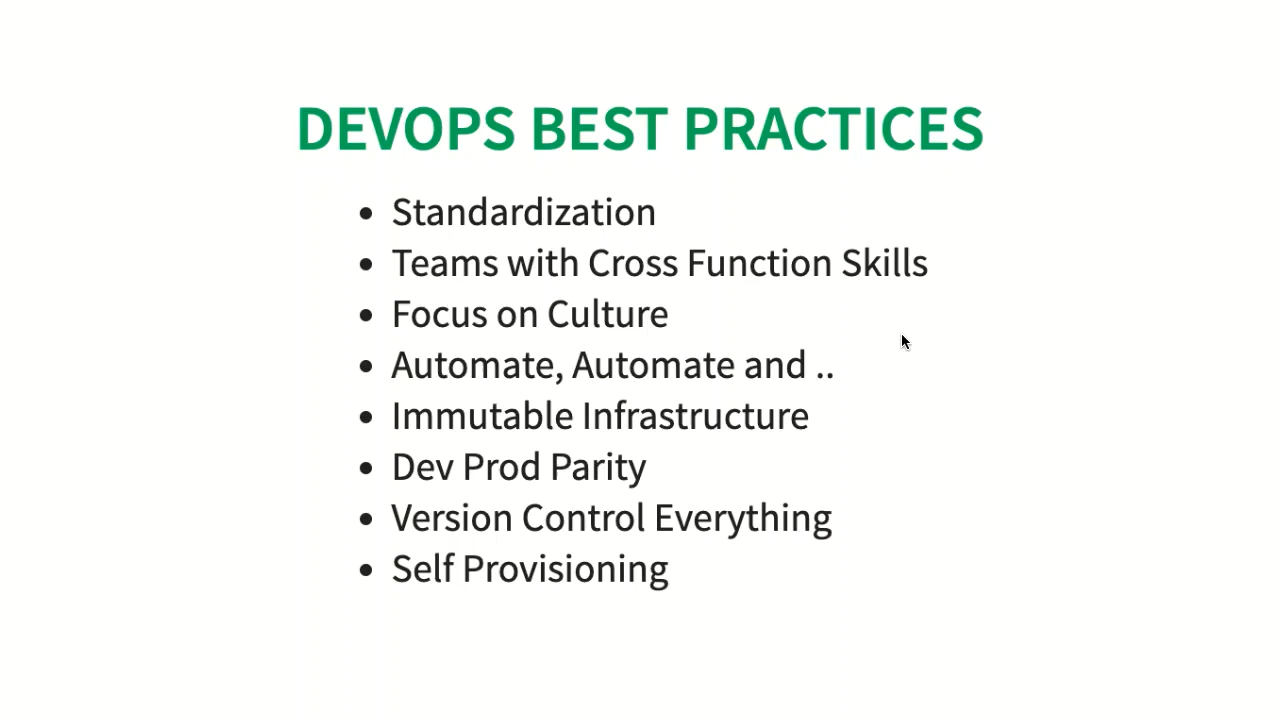 DEVOPS BEST PRACTICES
• Standardization
• Teams with Cross Function Skills
• Focus on Culture
• Automate, Automate and ..
• Immutable Infrastructure
• Dev Prod Parity
• Version Control Everything
• Self Provisioning